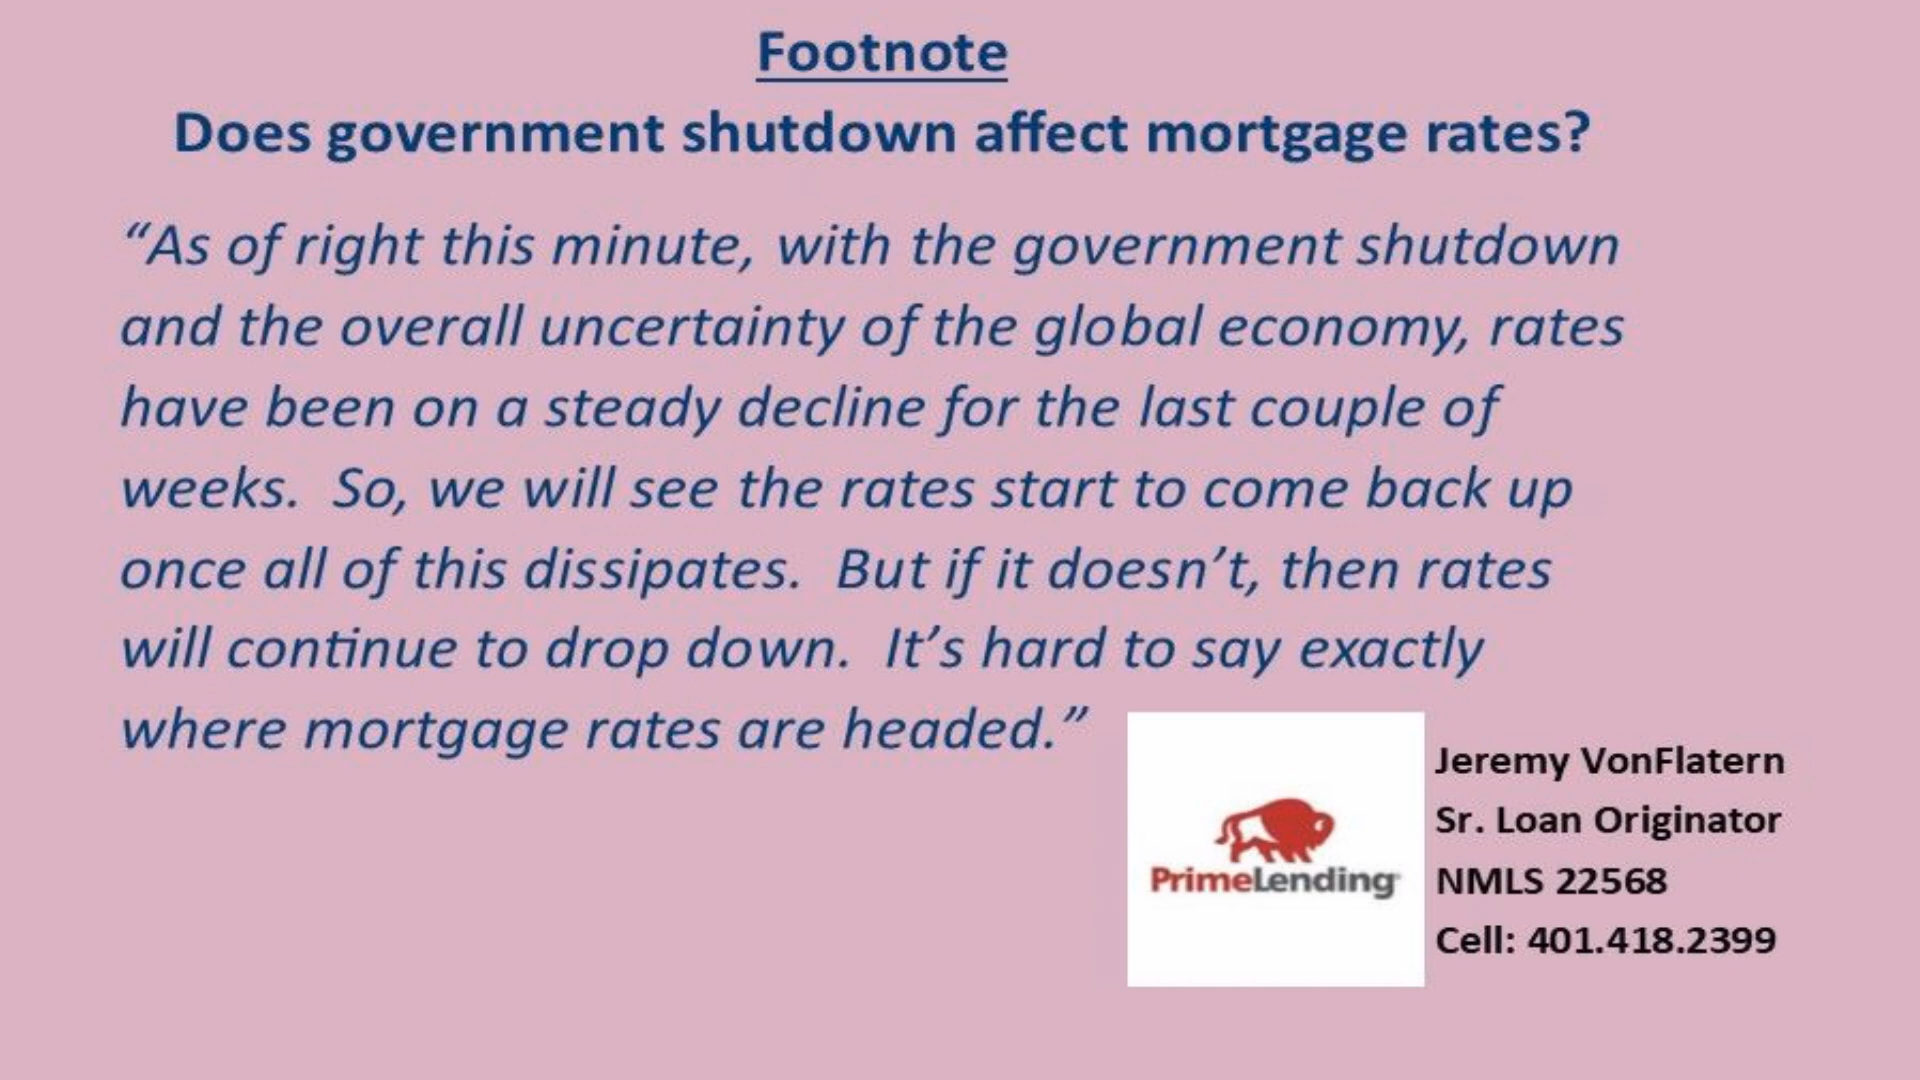 Footnote
Does government shutdown affect mortgage rates?
“As of right this minute, with the government shutdown
and the overall uncertainty of the global economy, rates
have been on a steady decline for the last couple of
weeks.  So, we will see the rates start to come back up
once all of this dissipates.  But if it doesn’t, then rates
will continue to drop down.  It’s hard to say exactly
where mortgage rates are headed.”
PrimeLending
Jeremy VonFlatern
Sr. Loan Originator
NMLS 22568
Cell: 401.418.2399